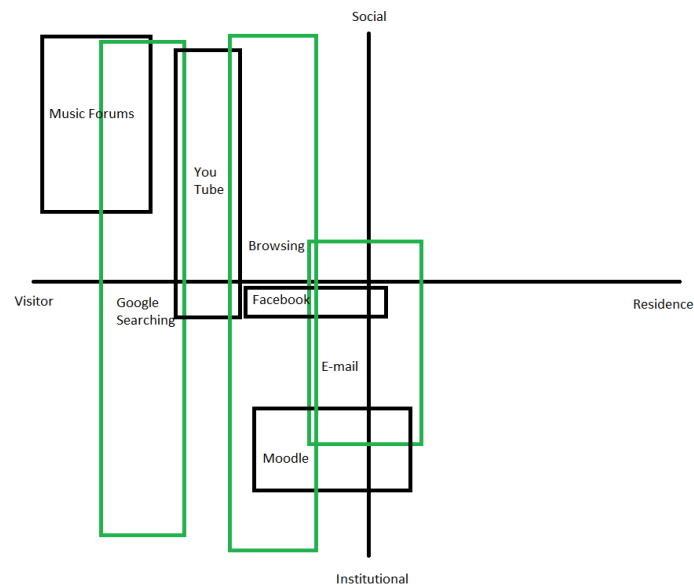 Social
Music Forums
You
Tube
Browsing
Visitor
Google
Searching
Facebook
Residence
E-mail
Moodle
Institutional